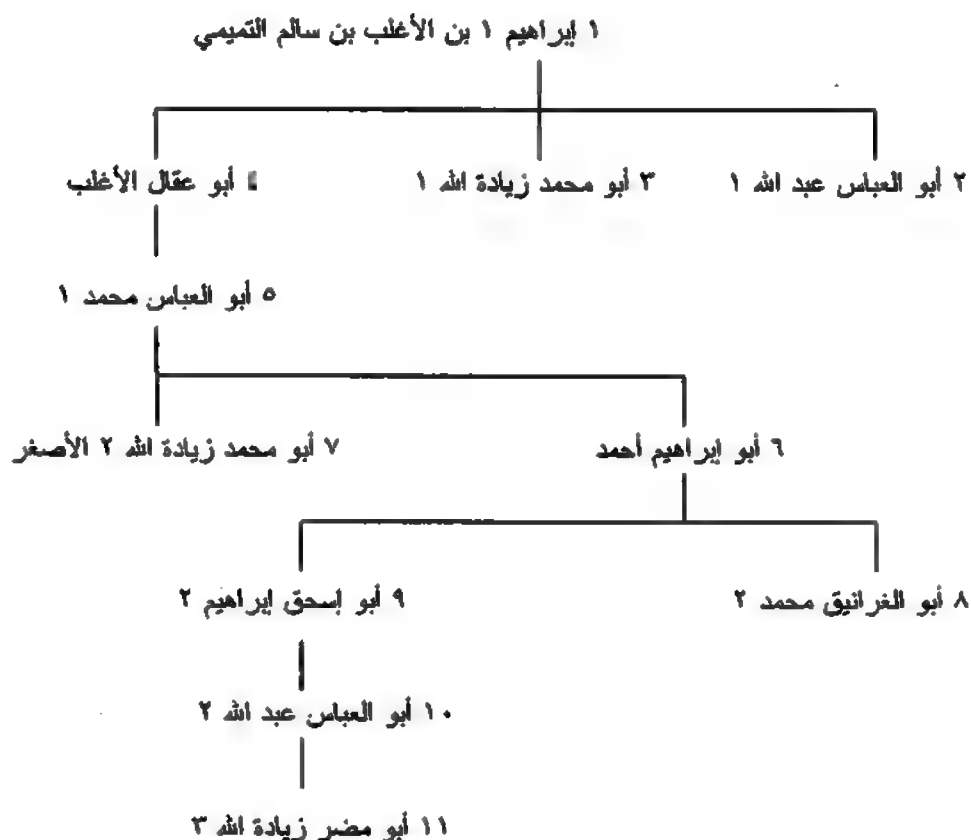 ١ إبراهيم ١ بن الأغلب بن سالم التميمي
٢ أبو العباس عبد الله ١
٣ أبو محمد زيادة الله ١
أبو عقال الأغلب
٥ أبو العباس محمد ١
٦ أبو إبراهيم أحمد
٧ أبو محمد زيادة الله ٢ الأصغر
٨ أبو الغرانيق محمد ٢
٩ أبو إسحق إبراهيم ٢
١٠ أبو العباس عبد الله ٢
١١ أبو مضر زيادة الله ٣